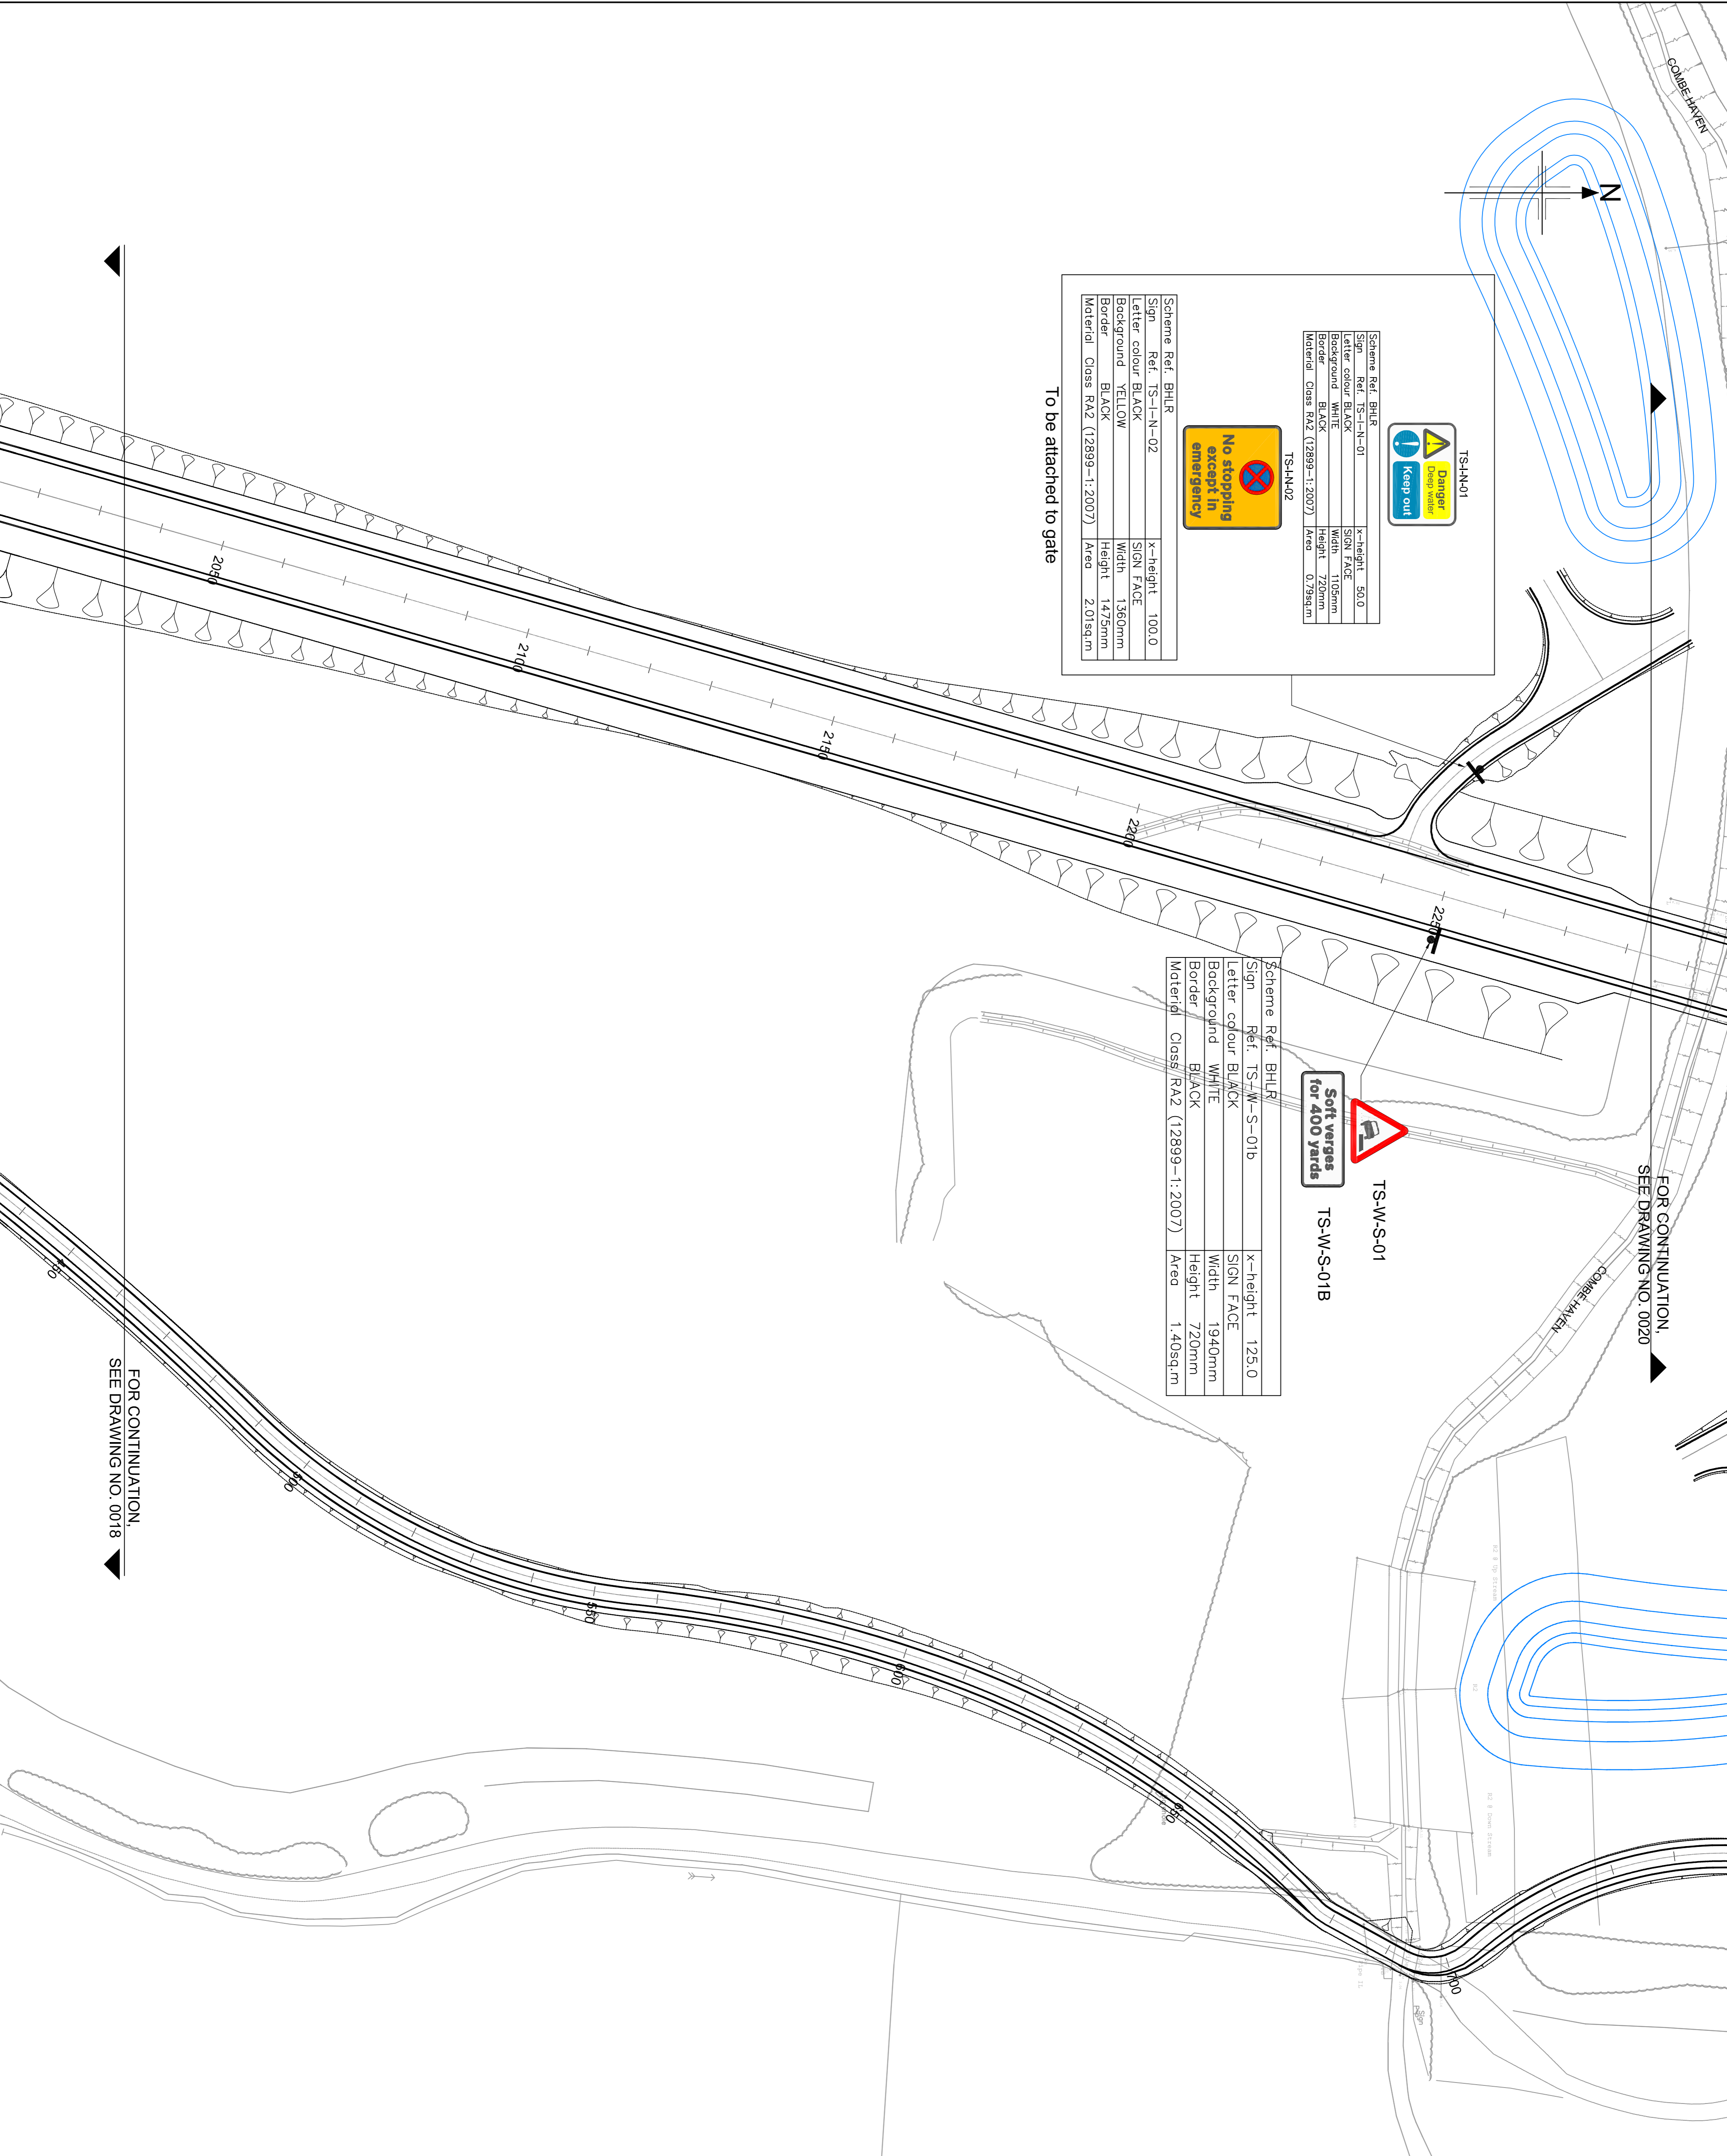 COMBE HAVEN
N
TS-I-N-01
Danger
Deep water
Keep out
Scheme Ref. BHLR
Sign Ref. TS-I-N-01 x-height 50.0
Letter colour BLACK SIGN FACE
Background WHITE Width 1105mm
Border BLACK Height 720mm
Material Class RA2 (12899-1:2007) Area 0.79sq.m
TS-I-N-02
No stopping
except in
emergency
Scheme Ref. BHLR
Sign Ref. TS-I-N-02 x-height 100.0
Letter colour BLACK SIGN FACE
Background YELLOW Width 1360mm
Border BLACK Height 1475mm
Material Class RA2 (12899-1:2007) Area 2.01sq.m
To be attached to gate
2050
2100
2150
2200
2250
FOR CONTINUATION,
SEE DRAWING NO. 0020
TS-W-S-01
Soft verges
for 400 yards
TS-W-S-01B
Scheme Ref. BHLR
Sign Ref. TS-W-S-01b x-height 125.0
Letter colour BLACK SIGN FACE
Background WHITE Width 1940mm
Border BLACK Height 720mm
Material Class RA2 (12899-1:2007) Area 1.40sq.m
COMBE HAVEN
FOR CONTINUATION,
SEE DRAWING NO. 0018
450
500
550
600
650
700
Sign